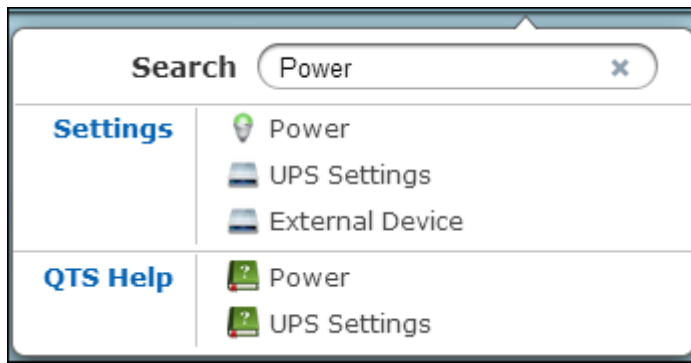 Search Power
Settings Power
UPS Settings
External Device
QTS Help Power
UPS Settings